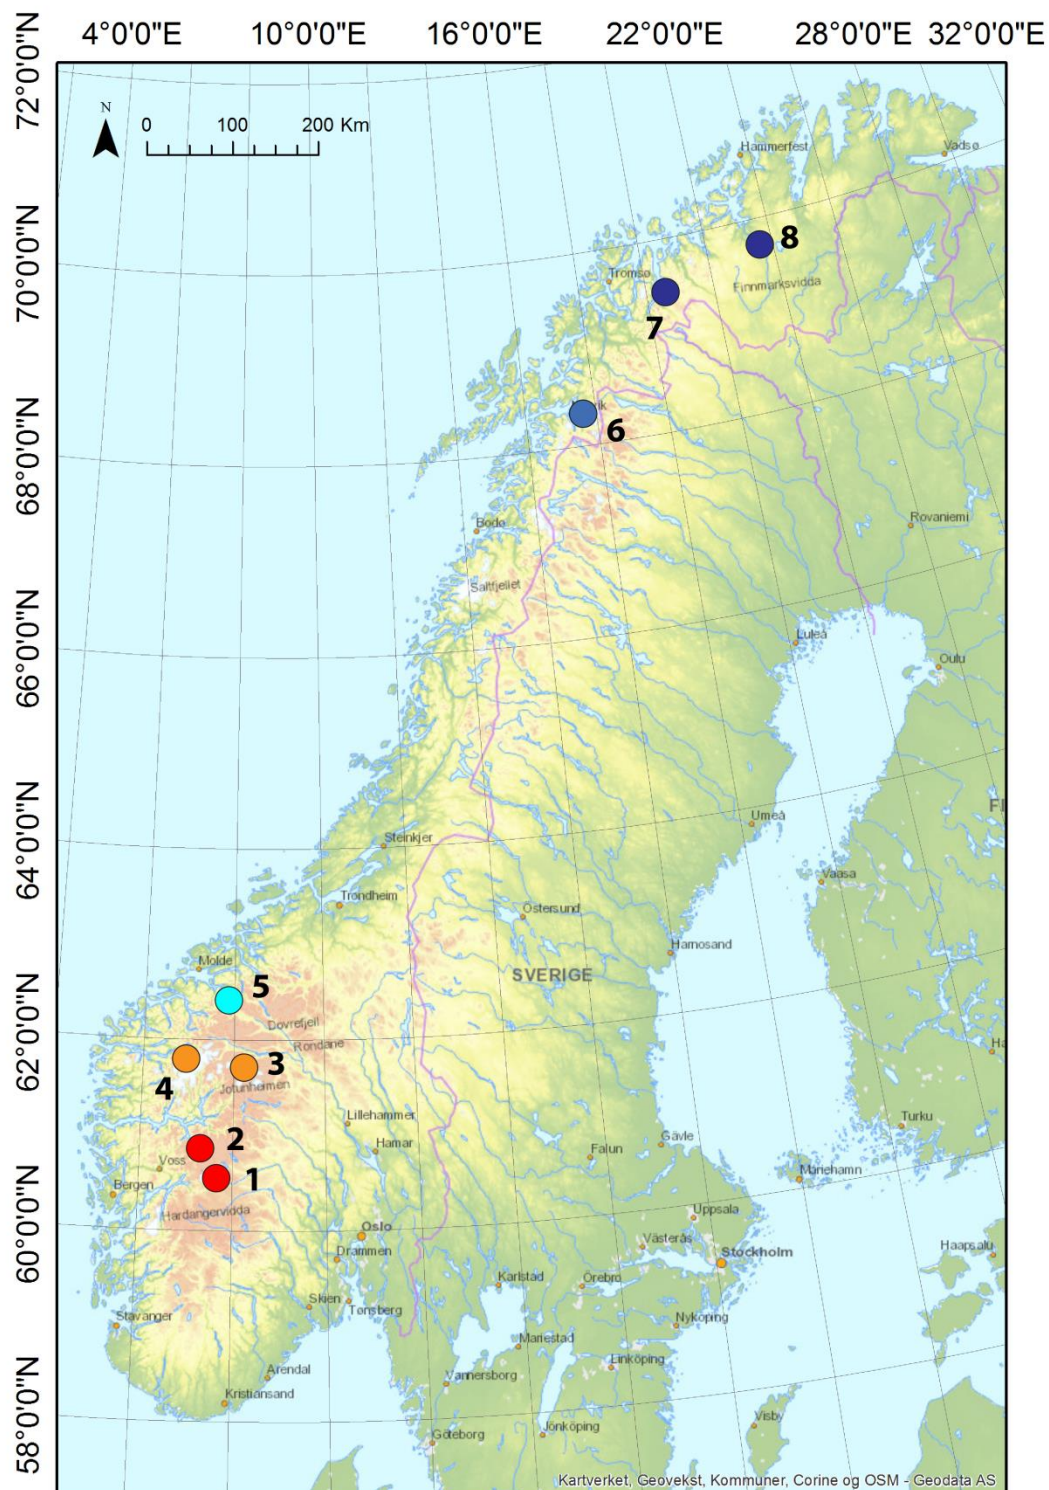 4°0'0"E 10°0'0"E 16°0'0"E 22°0'0"E 28°0'0"E 32°0'0"E
72°0'0"N
N
0 100 200 Km
Hammerfest
Vadsø
8
Tromsø
Finnmarksvidda
70°0'0"N
7
6
68°0'0"N
Bodø
Rovaniemi
Saltfjellet
66°0'0"N
Luleå
Oulu
64°0'0"N
Umeå
Steinkjer
Vaasa
Trondheim
Östersund
Härnösand
Molde
SVERIGE
5
Dovrefjell
Rondane
62°0'0"N
3
4
Jotunheimen
Lillehammer
Turku
2
Hamar
Gävle
Falun
Voss
Mariehamn
1
Bergen
Hardangervidda
Uppsala
60°0'0"N
Oslo
Västerås
Haapsalu
Drammen
Stockholm
Karlstad
Örebro
Skien
Tønsberg
Stavanger
Nyköping
Mariestad
Linköping
Arendal
Vänersborg
Kristiansand
58°0'0"N
Visby
Jönköping
Göteborg
Kartverket, Geovekst, Kommuner, Corine og OSM - Geodata AS